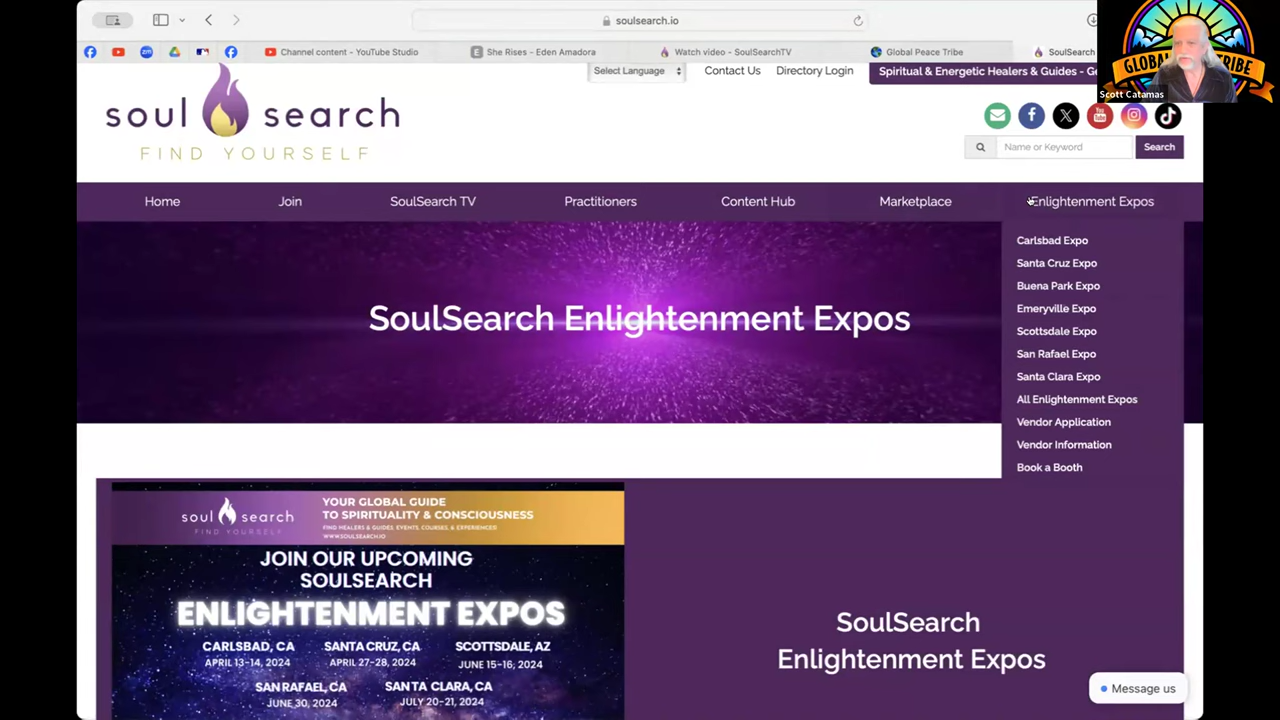 soulsearch.io
Channel content - YouTube Studio
She Rises - Eden Amadora
Watch video - SoulSearchTV
Global Peace Tribe
SoulSearch
GLOBAL
TRIBE
Scott Catamas
Select Language
Contact Us
Directory Login
Spiritual & Energetic Healers & Guides - Ge
soul search
FIND YOURSELF
Name or Keyword
Search
Home
Join
SoulSearch TV
Practitioners
Content Hub
Marketplace
Enlightenment Expos
Carlsbad Expo
Santa Cruz Expo
Buena Park Expo
Emeryville Expo
Scottsdale Expo
San Rafael Expo
Santa Clara Expo
All Enlightenment Expos
Vendor Application
Vendor Information
Book a Booth
SoulSearch Enlightenment Expos
soul search
FIND YOURSELF
YOUR GLOBAL GUIDE
TO SPIRITUALITY & CONSCIOUSNESS
FIND HEALERS & GUIDES, EVENTS, COURSES, & EXPERIENCES!
WWW.SOULSEARCH.IO
JOIN OUR UPCOMING
SOULSEARCH
ENLIGHTENMENT EXPOS
CARLSBAD, CA
APRIL 13-14, 2024
SANTA CRUZ, CA
APRIL 27-28, 2024
SCOTTSDALE, AZ
JUNE 15-16, 2024
SAN RAFAEL, CA
JUNE 30, 2024
SANTA CLARA, CA
JULY 20-21, 2024
SoulSearch
Enlightenment Expos
Message us